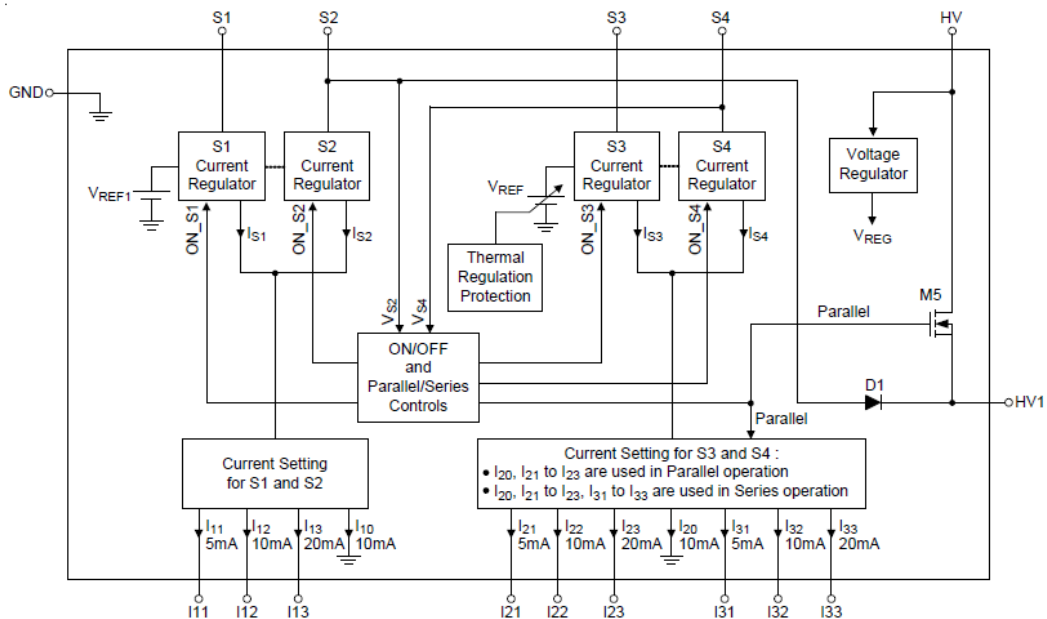 S1 S2 S3 S4 HV
GND
S1
Current
Regulator
S2
Current
Regulator
S3
Current
Regulator
S4
Current
Regulator
Voltage
Regulator
VREF1
VREF
VREG
ON_S1
IS1
ON_S2
IS2
ON_S3
IS3
ON_S4
IS4
Thermal
Regulation
Protection
VS2
VS4
M5
Parallel
ON/OFF
and
Parallel/Series
Controls
D1
HV1
Parallel
Current Setting
for S1 and S2
Current Setting for S3 and S4 :
• I20, I21 to I23 are used in Parallel operation
• I20, I21 to I23, I31 to I33 are used in Series operation
I11 I12 I13 I10 I21 I22 I23 I20 I31 I32 I33
5mA 10mA 20mA 10mA 5mA 10mA 20mA 10mA 5mA 10mA 20mA
I11 I12 I13 I21 I22 I23 I31 I32 I33